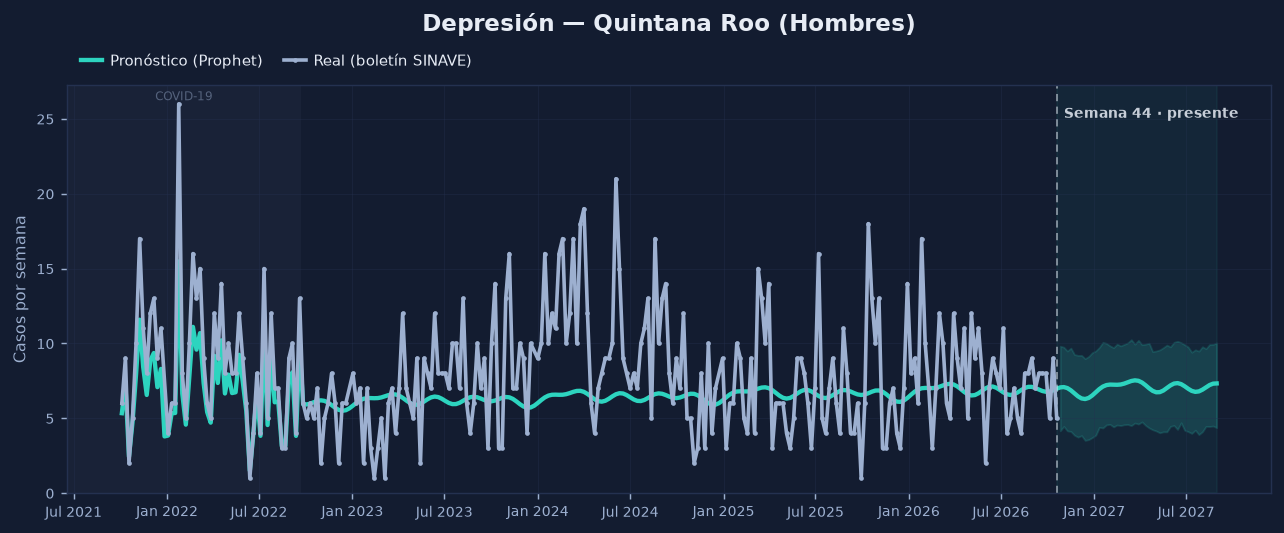 Depresión — Quintana Roo (Hombres)
Pronóstico (Prophet)
Real (boletín SINAVE)
COVID-19
Semana 44 · presente
Casos por semana
25
20
15
10
5
0
Jul 2021
Jan 2022
Jul 2022
Jan 2023
Jul 2023
Jan 2024
Jul 2024
Jan 2025
Jul 2025
Jan 2026
Jul 2026
Jan 2027
Jul 2027